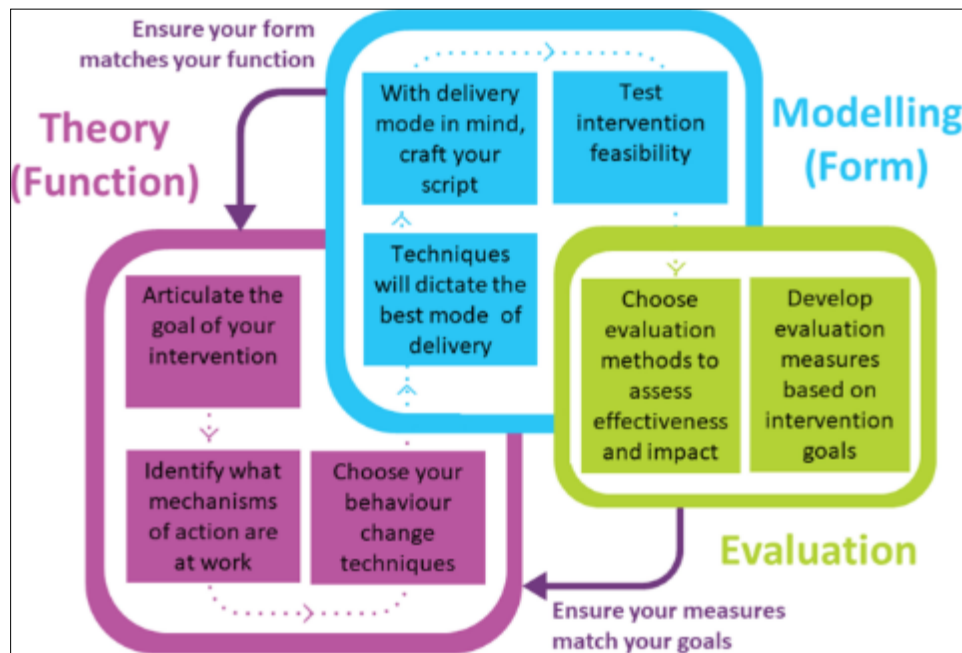 Ensure your form
matches your function
Theory
(Function)
Articulate the
goal of your
intervention
Identify what
mechanisms
of action are
at work
Choose your
behaviour
change
techniques
Modelling
(Form)
Techniques
will dictate the
best mode of
delivery
With delivery
mode in mind,
craft your
script
Test
intervention
feasibility
Choose
evaluation
methods to
assess
effectiveness
and impact
Develop
evaluation
measures
based on
intervention
goals
Evaluation
Ensure your measures
match your goals